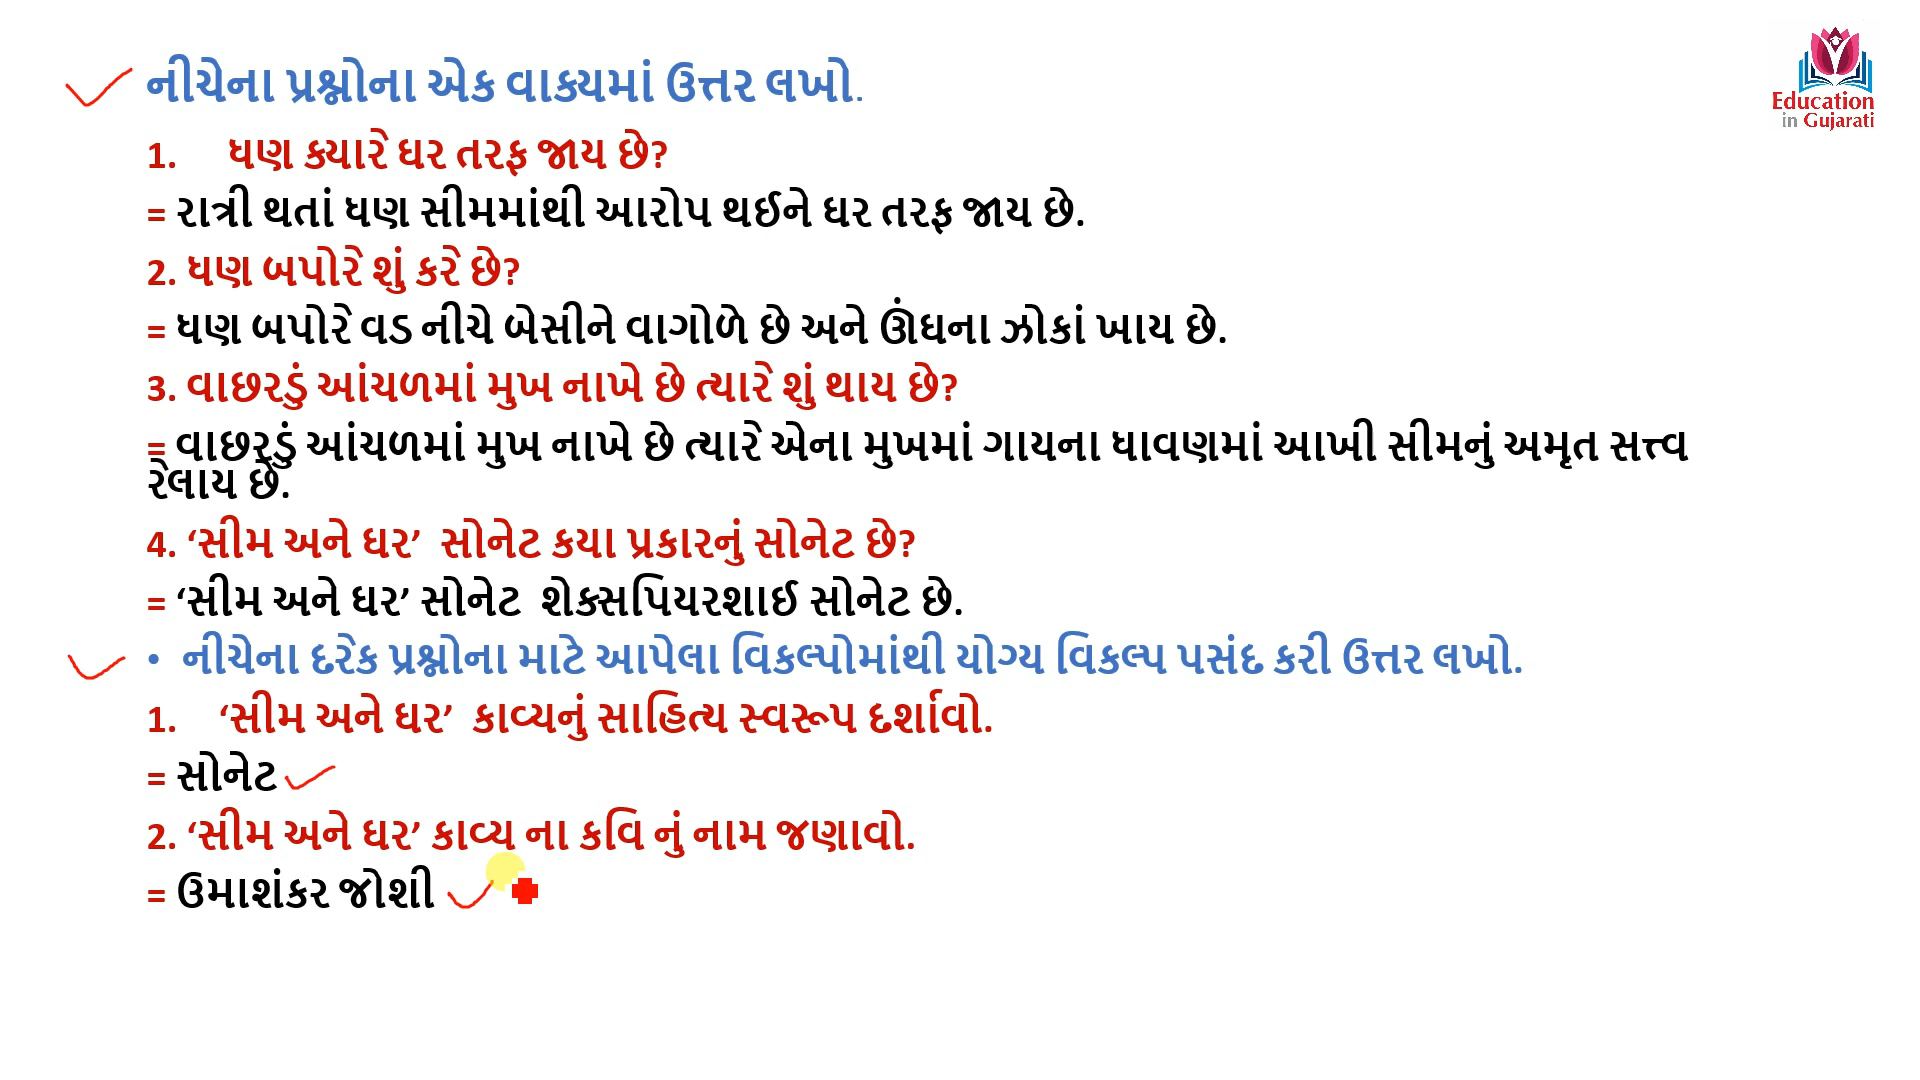 નીચેના પ્રશ્નોના એક વાક્યમાં ઉત્તર લખો.
Education
in Gujarati
1. ધણ ક્યારે ઘર તરફ જાય છે?
= રાત્રી થતાં ધણ સીમમાંથી આરોપ થઈને ઘર તરફ જાય છે.
2. ધણ બપોરે શું કરે છે?
= ધણ બપોરે વડ નીચે બેસીને વાગોળે છે અને ઊંઘના ઝોકાં ખાય છે.
3. વાછરડું આંચળમાં મુખ નાખે છે ત્યારે શું થાય છે?
= વાછરડું આંચળમાં મુખ નાખે છે ત્યારે એના મુખમાં ગાયના ધાવણમાં આખી સીમનું અમૃત સત્ત્વ
રેલાય છે.
4. ‘સીમ અને ઘર’ સોનેટ કયા પ્રકારનું સોનેટ છે?
= ‘સીમ અને ઘર’ સોનેટ શેક્સપિયરશાઈ સોનેટ છે.
• નીચેના દરેક પ્રશ્નોના માટે આપેલા વિકલ્પોમાંથી યોગ્ય વિકલ્પ પસંદ કરી ઉત્તર લખો.
1. ‘સીમ અને ઘર’ કાવ્યનું સાહિત્ય સ્વરૂપ દર્શાવો.
= સોનેટ
2. ‘સીમ અને ઘર’ કાવ્ય ના કવિ નું નામ જણાવો.
= ઉમાશંકર જોશી